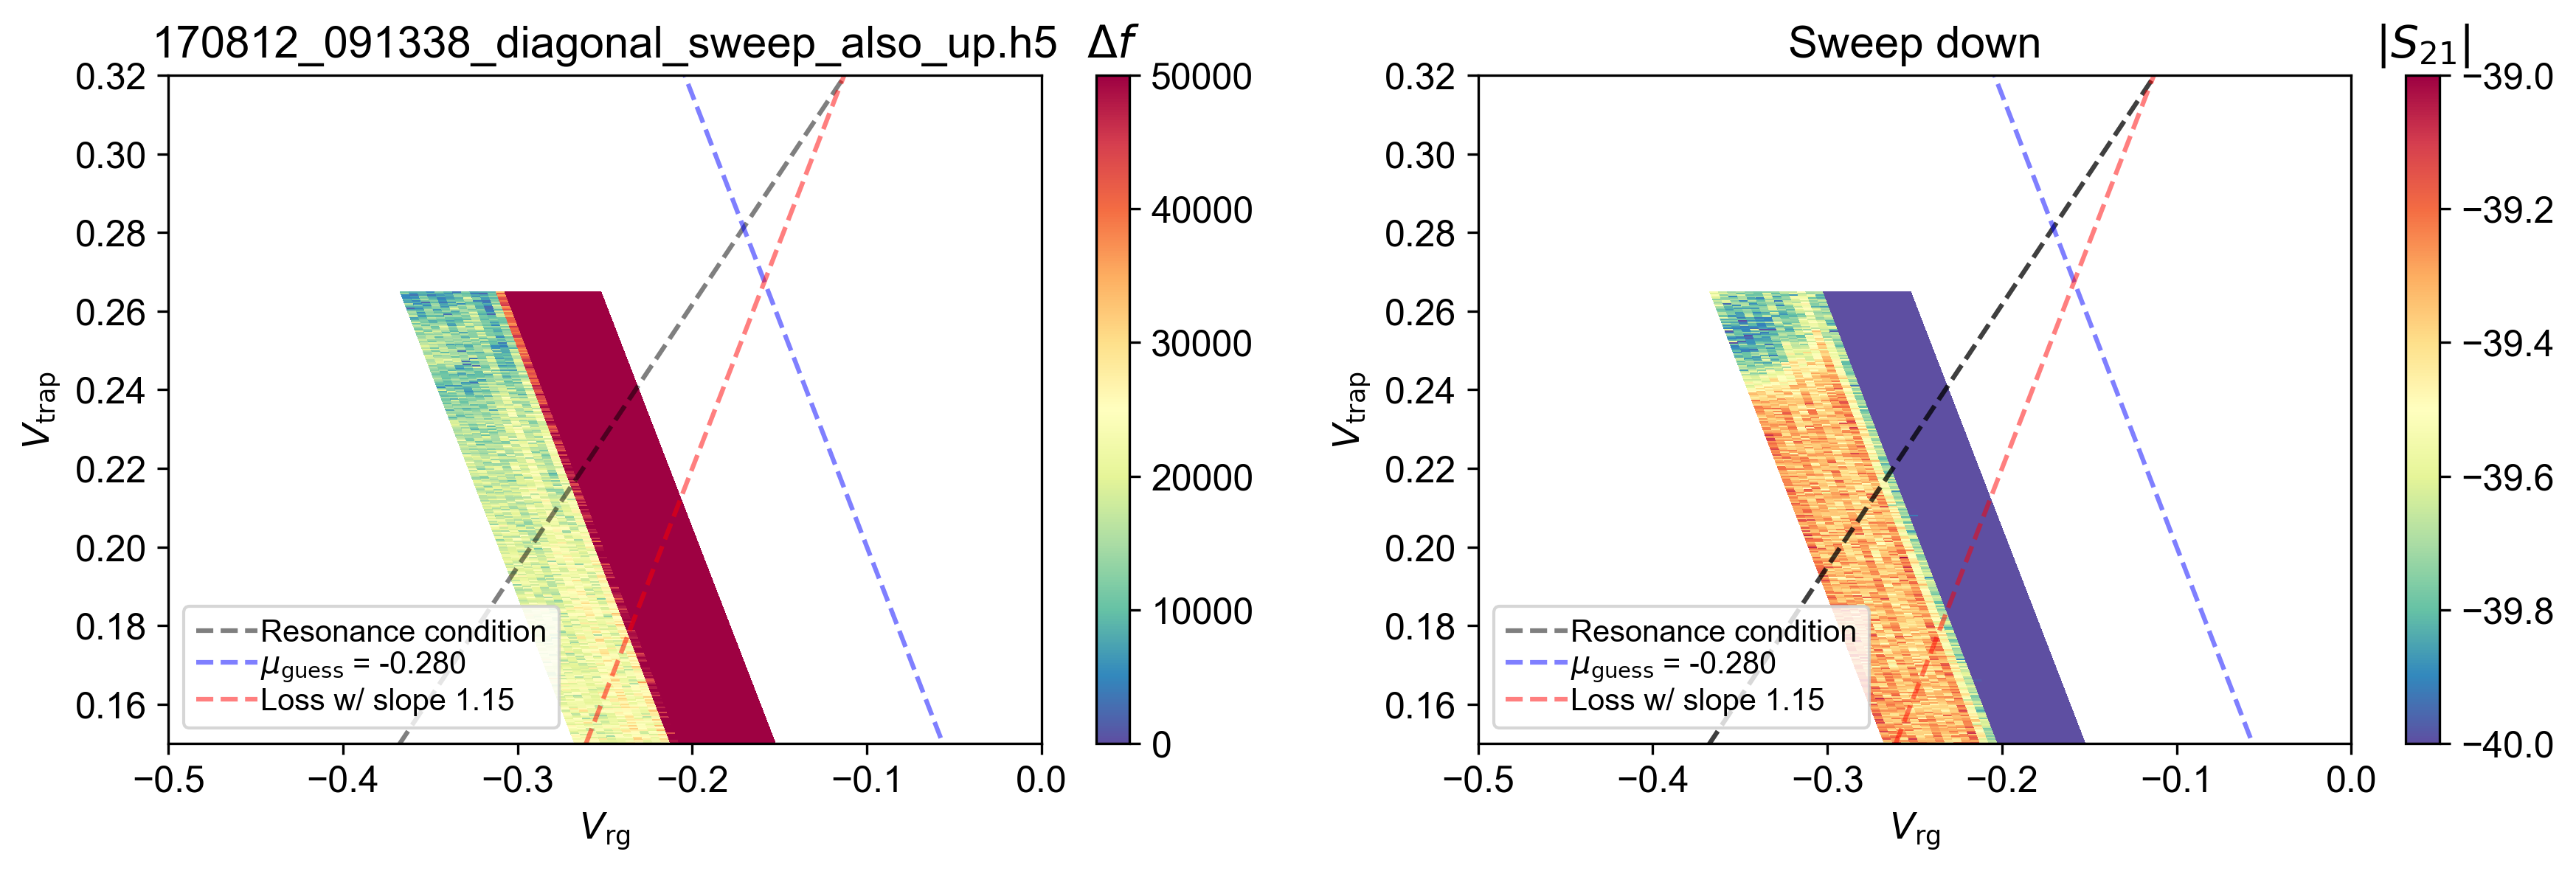 170812_091338_diagonal_sweep_also_up.h5
Δf
0.32
0.30
0.28
0.26
0.24
0.22
0.20
0.18
0.16
V_trap
Resonance condition
μ_guess = -0.280
Loss w/ slope 1.15
−0.5 −0.4 −0.3 −0.2 −0.1 0.0
V_rg
50000
40000
30000
20000
10000
0
Sweep down
|S_21|
0.32
0.30
0.28
0.26
0.24
0.22
0.20
0.18
0.16
V_trap
Resonance condition
μ_guess = -0.280
Loss w/ slope 1.15
−0.5 −0.4 −0.3 −0.2 −0.1 0.0
V_rg
−39.0
−39.2
−39.4
−39.6
−39.8
−40.0